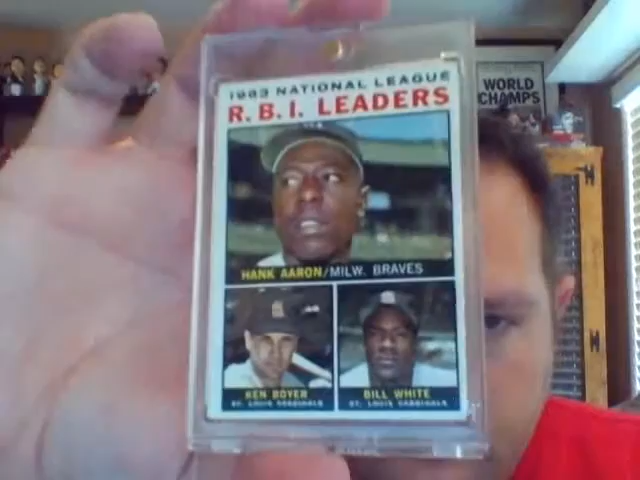 1963 NATIONAL LEAGUE
R. B. I. LEADERS
HANK AARON/MILW. BRAVES
KEN BOYER
ST. LOUIS CARDINALS
BILL WHITE
ST. LOUIS CARDINALS
WORLD
CHAMPS